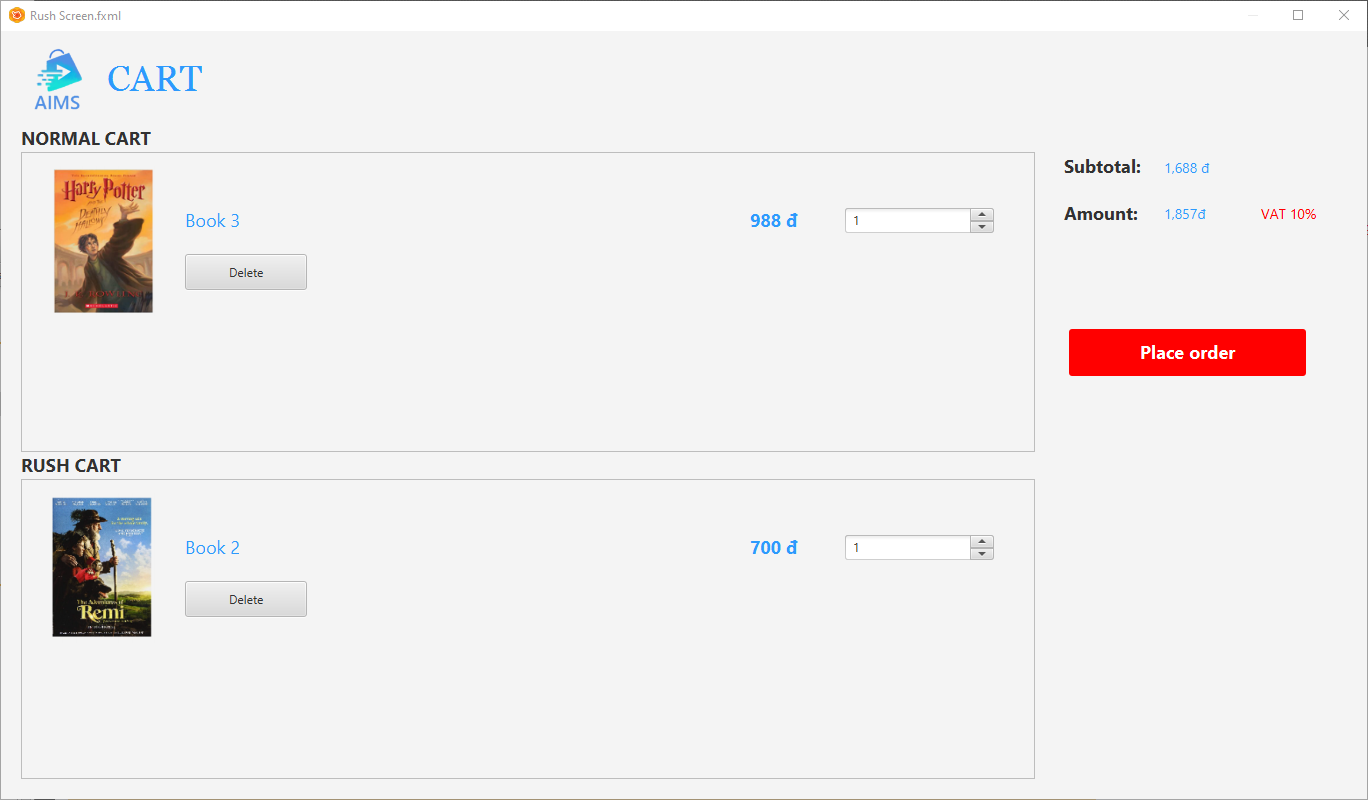 Rush Screen.fxml
AIMS
CART
NORMAL CART
Harry Potter
AND THE
DEATHLY
HALLOWS
Book 3
988 đ
1
Delete
J.K. ROWLING
SCHOLASTIC
Subtotal: 1,688 đ
Amount: 1,857đ VAT 10%
Place order
RUSH CART
Book 2
700 đ
1
Delete
The Adventures of
Remi